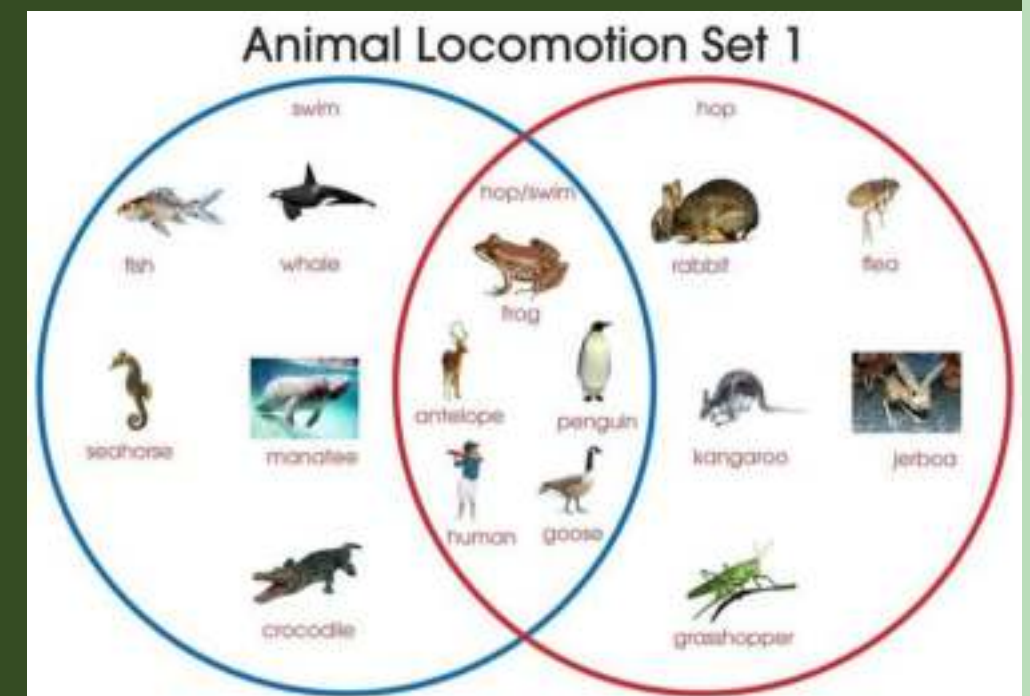 Animal Locomotion Set 1
swim
hop
hop/swim
fish
whale
frog
rabbit
flea
seahorse
manatee
antelope
penguin
kangaroo
jerboa
human
goose
crocodile
grasshopper